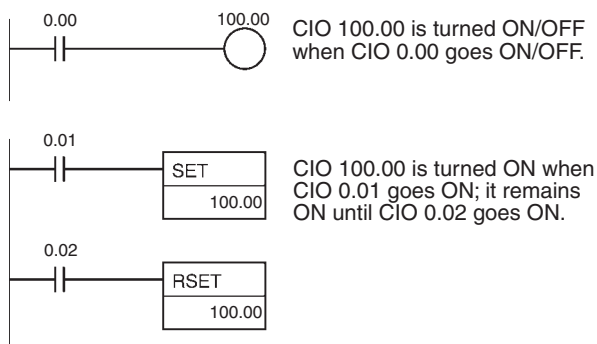 0.00
100.00
CIO 100.00 is turned ON/OFF
when CIO 0.00 goes ON/OFF.
0.01
SET
100.00
CIO 100.00 is turned ON when
CIO 0.01 goes ON; it remains
ON until CIO 0.02 goes ON.
0.02
RSET
100.00